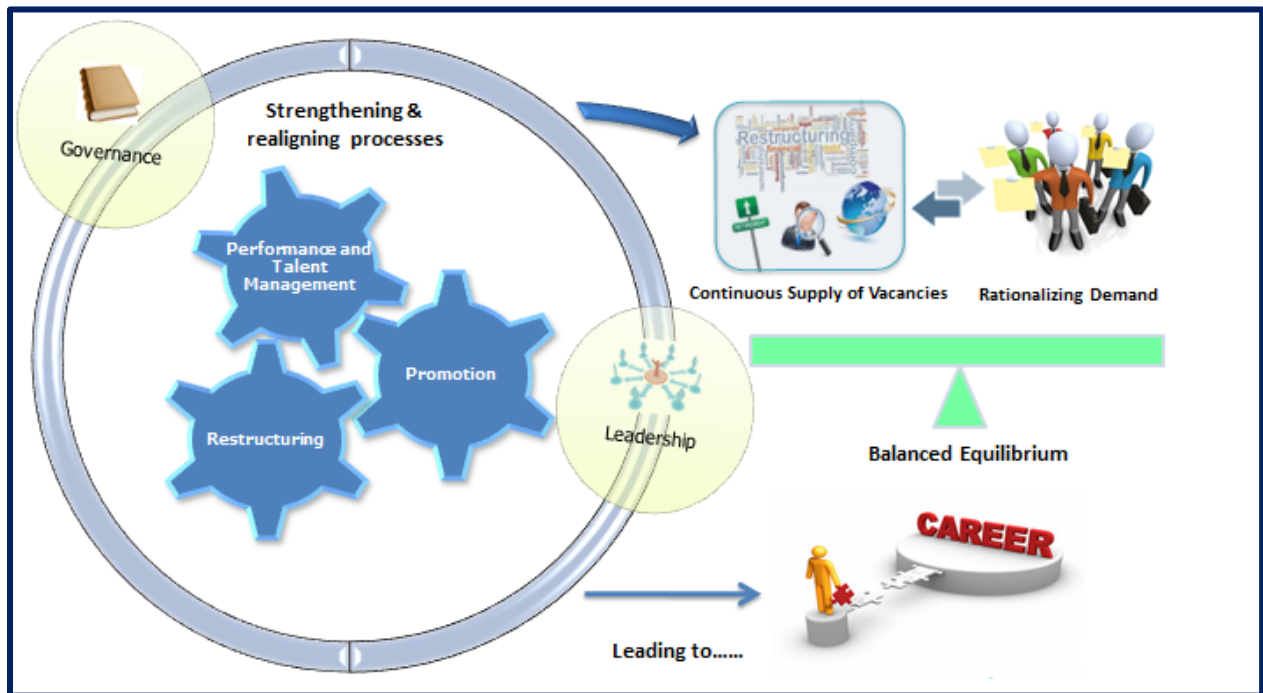 Governance
Strengthening &
realigning processes
Performance and
Talent
Management
Promotion
Restructuring
Leadership
Restructuring
financial
Continuous Supply of Vacancies
Rationalizing Demand
Balanced Equilibrium
CAREER
Leading to......